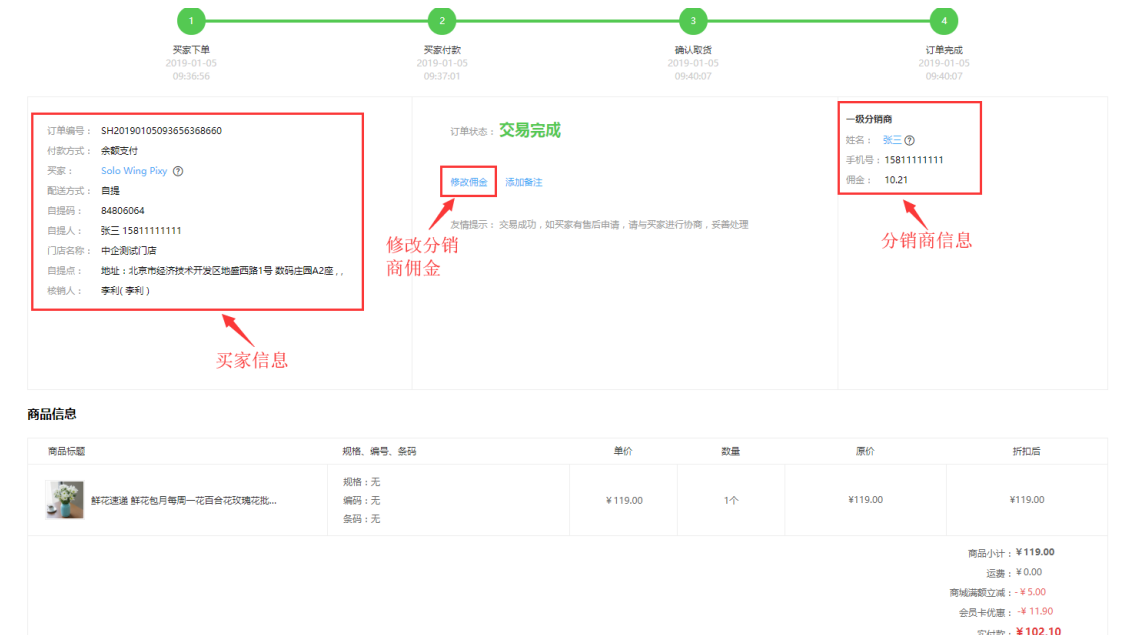 1 2 3 4
买家下单 买家付款 确认取货 订单完成
2019-01-05 2019-01-05 2019-01-05 2019-01-05
09:36:56 09:37:01 09:40:07 09:40:07
订单编号： SH20190105093656368660
付款方式： 余额支付
买家： Solo Wing Pixy ?
配送方式： 自提
自提码： 84806064
自提人： 张三 15811111111
门店名称： 中企测试门店
自提点： 地址：北京市经济技术开发区地盛西路1号 数码庄园A2座 , ,
核销人： 李利( 李利 )
买家信息
订单状态： 交易完成
修改佣金 添加备注
友情提示： 交易成功，如买家有售后申请，请与买家进行协商，妥善处理
修改分销
商佣金
一级分销商
姓名： 张三 ?
手机号：15811111111
佣金： 10.21
分销商信息
商品信息
商品标题 规格、编号、条码 单价 数量 原价 折扣后
鲜花速递 鲜花包月每周一花百合花玫瑰花批... 规格：无 ¥ 119.00 1个 ¥119.00 ¥119.00
编码：无
条码：无
商品小计：¥ 119.00
运费：¥ 0.00
商城满额立减：- ¥ 5.00
会员卡优惠：-¥ 11.90
实付款：¥ 102.10